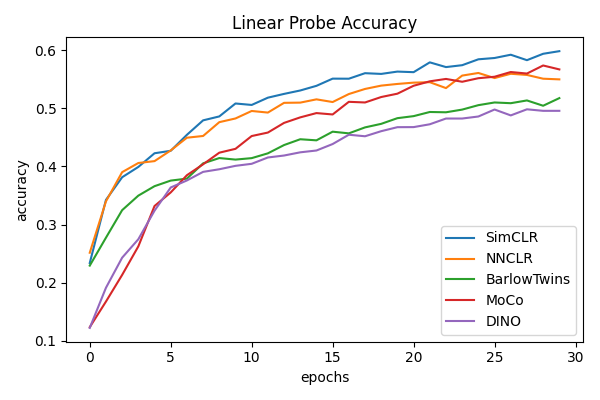 Linear Probe Accuracy
accuracy
0.6
0.5
0.4
0.3
0.2
0.1
SimCLR
NNCLR
BarlowTwins
MoCo
DINO
0 5 10 15 20 25 30
epochs